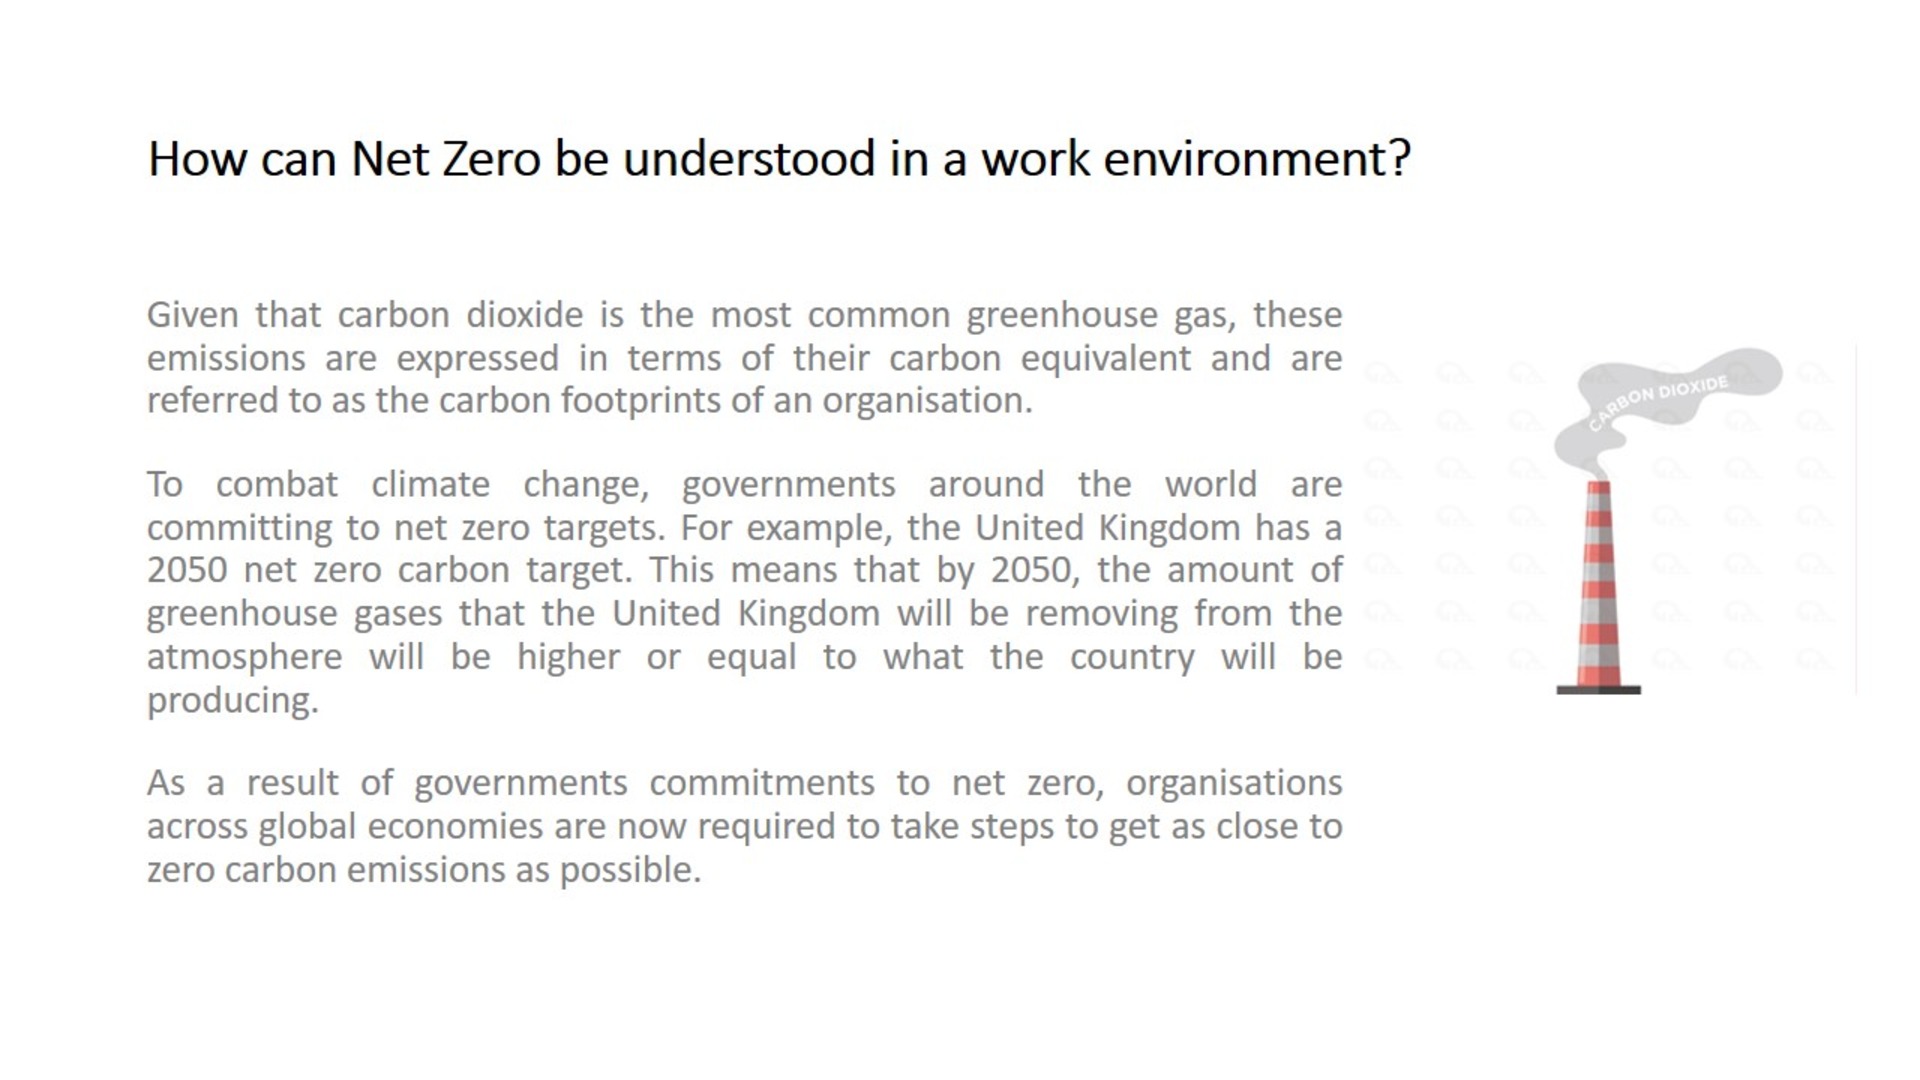 How can Net Zero be understood in a work environment?
Given that carbon dioxide is the most common greenhouse gas, these
emissions are expressed in terms of their carbon equivalent and are
referred to as the carbon footprints of an organisation.
To combat climate change, governments around the world are
committing to net zero targets. For example, the United Kingdom has a
2050 net zero carbon target. This means that by 2050, the amount of
greenhouse gases that the United Kingdom will be removing from the
atmosphere will be higher or equal to what the country will be
producing.
As a result of governments commitments to net zero, organisations
across global economies are now required to take steps to get as close to
zero carbon emissions as possible.
CARBON DIOXIDE